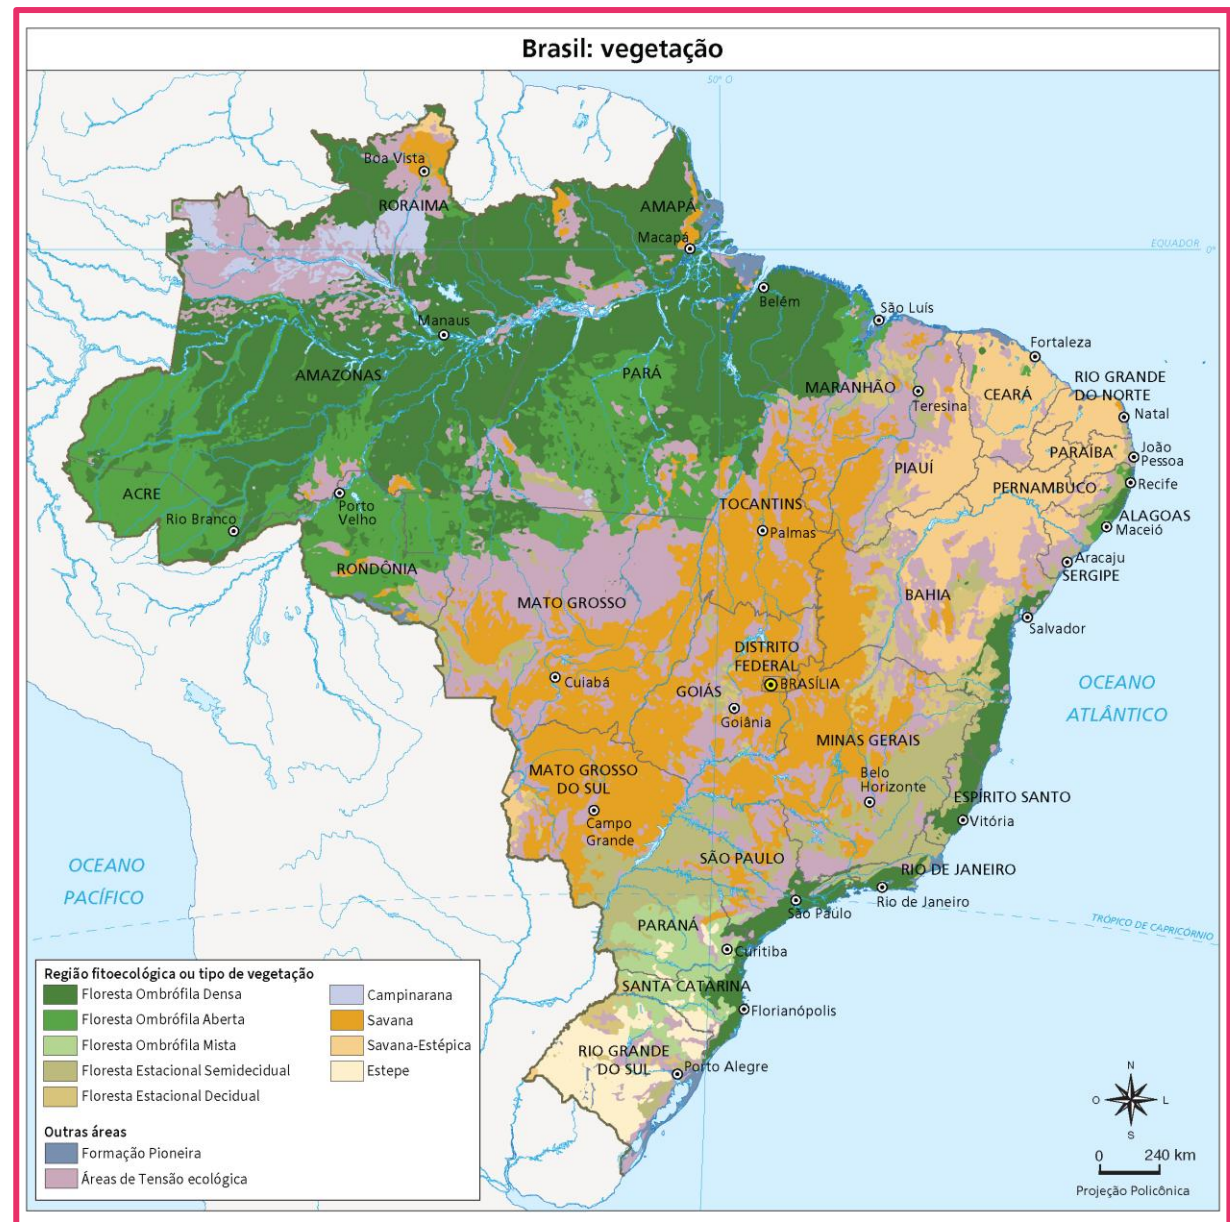 Brasil: vegetação
50° O
Boa Vista
RORAIMA
AMAPÁ
Macapá
EQUADOR
0°
Belém
São Luís
Manaus
Fortaleza
AMAZONAS
PARÁ
MARANHÃO
CEARÁ
RIO GRANDE
DO NORTE
Teresina
Natal
PARAÍBA
João
Pessoa
PIAUÍ
PERNAMBUCO
Recife
ACRE
Porto
Velho
TOCANTINS
Rio Branco
Palmas
ALAGOAS
Maceió
Aracaju
SERGIPE
RONDÔNIA
MATO GROSSO
BAHIA
Salvador
DISTRITO
FEDERAL
Cuiabá
GOIÁS
BRASÍLIA
OCEANO
ATLÂNTICO
Goiânia
MINAS GERAIS
MATO GROSSO
DO SUL
Belo
Horizonte
ESPÍRITO SANTO
Campo
Grande
Vitória
SÃO PAULO
OCEANO
PACÍFICO
RIO DE JANEIRO
São Paulo
Rio de Janeiro
PARANÁ
TRÓPICO DE CAPRICÓRNIO
Curitiba
SANTA CATARINA
Florianópolis
RIO GRANDE
DO SUL
Porto Alegre
Região fitoecológica ou tipo de vegetação
Floresta Ombrófila Densa
Floresta Ombrófila Aberta
Floresta Ombrófila Mista
Floresta Estacional Semidecidual
Floresta Estacional Decidual
Campinarana
Savana
Savana-Estépica
Estepe
Outras áreas
Formação Pioneira
Áreas de Tensão ecológica
N
O
L
S
0 240 km
Projeção Policônica